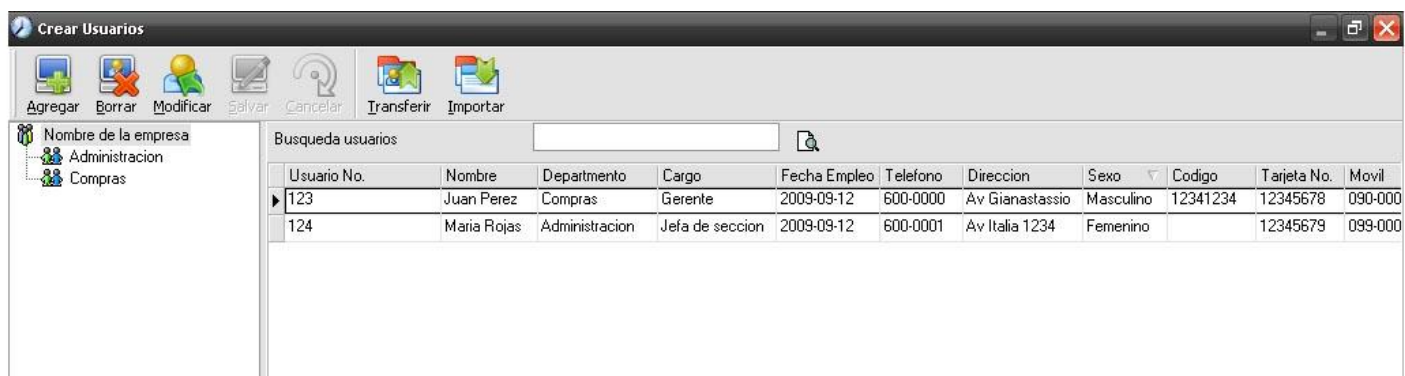 Crear Usuarios
Agregar Borrar Modificar Salvar Cancelar Transferir Importar
Nombre de la empresa
Administracion
Compras
Busqueda usuarios
Usuario No. Nombre Departmento Cargo Fecha Empleo Telefono Direccion Sexo Codigo Tarjeta No. Movil
123 Juan Perez Compras Gerente 2009-09-12 600-0000 Av Gianastassio Masculino 12341234 12345678 090-000
124 Maria Rojas Administracion Jefa de seccion 2009-09-12 600-0001 Av Italia 1234 Femenino 12345679 099-000